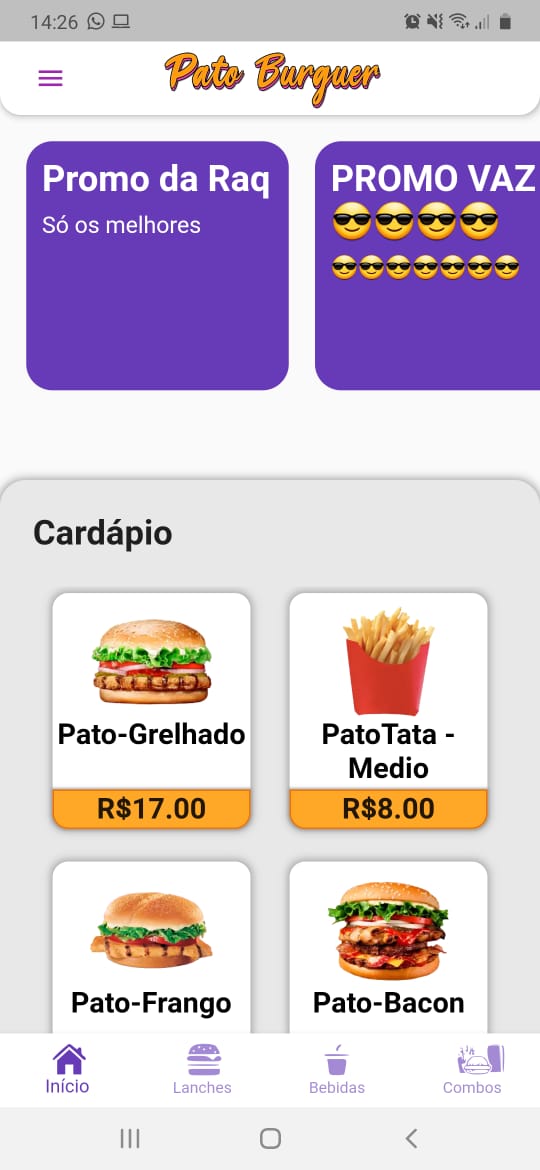 14:26
Pato Burguer
Promo da Raq
Só os melhores
PROMO VAZ
😎😎😎😎
😎😎😎😎😎😎😎
Cardápio
Pato-Grelhado
R$17.00
PatoTata -
Medio
R$8.00
Pato-Frango
Pato-Bacon
Início
Lanches
Bebidas
Combos